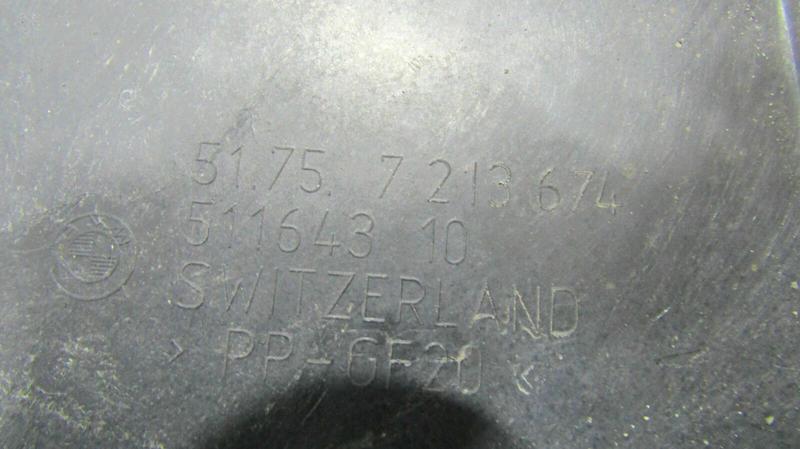 51.75. 7 213 674
511643 10
SWITZERLAND
> PP-GF20 <